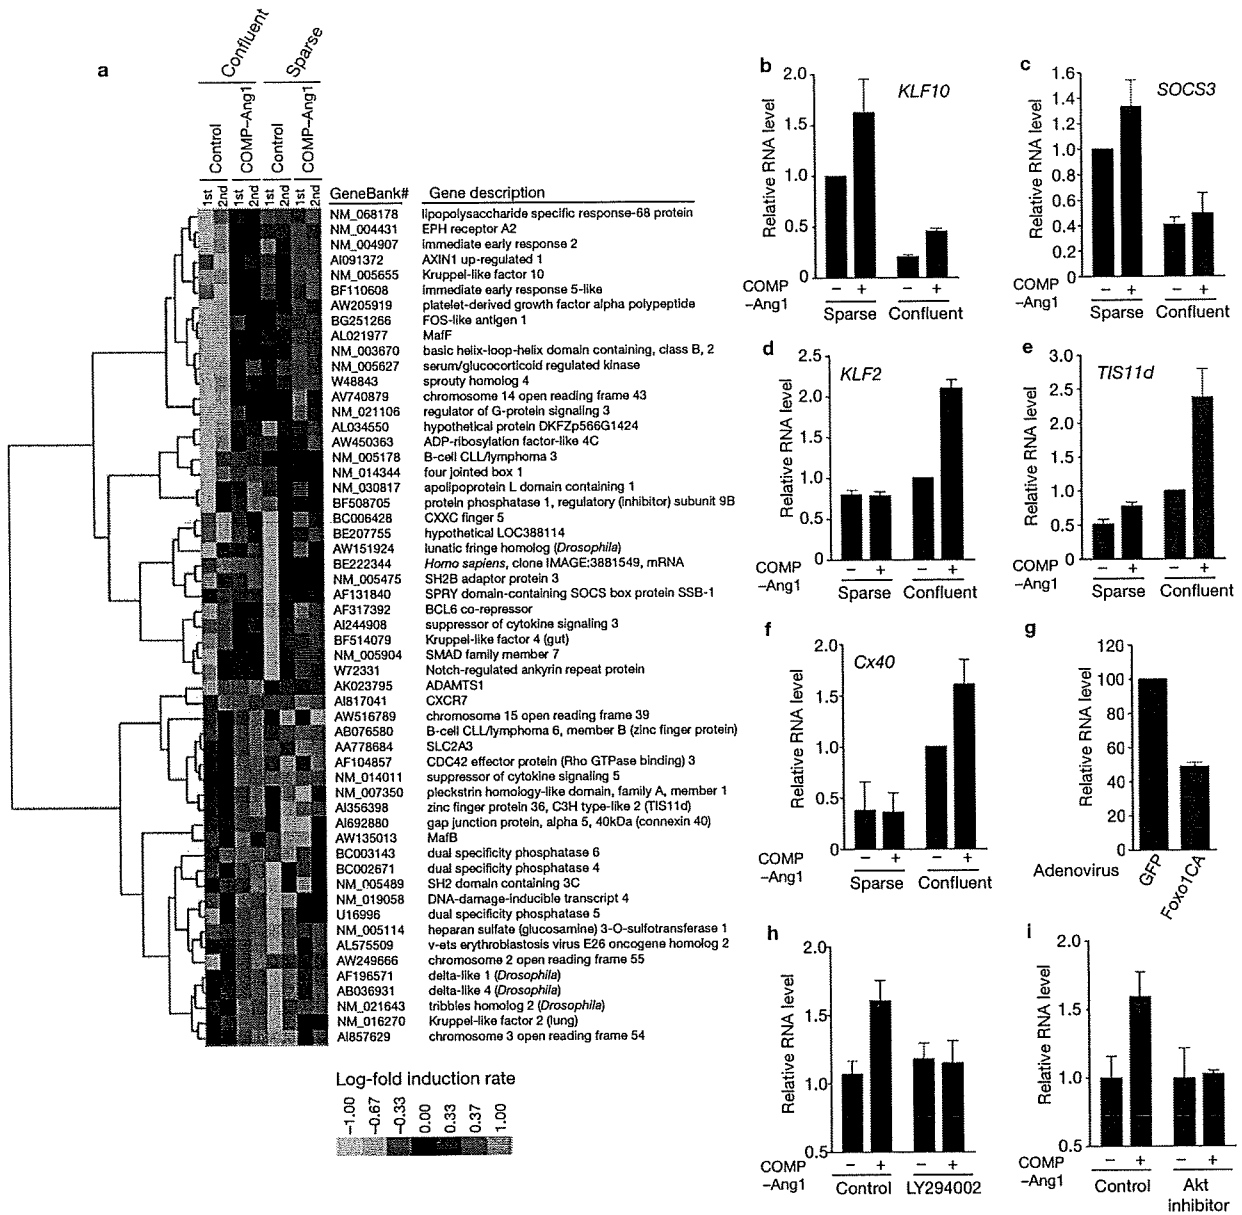 a
Confluent
Sparse
Control
COMP–Ang1
Control
COMP–Ang1
1st 2nd 1st 2nd 1st 2nd 1st 2nd
GeneBank# Gene description
NM_068178 lipopolysaccharide specific response-68 protein
NM_004431 EPH receptor A2
NM_004907 immediate early response 2
AI091372 AXIN1 up-regulated 1
NM_005655 Kruppel-like factor 10
BF110608 immediate early response 5-like
AW205919 platelet-derived growth factor alpha polypeptide
BG251266 FOS-like antigen 1
AL021977 MafF
NM_003670 basic helix-loop-helix domain containing, class B, 2
NM_005627 serum/glucocorticoid regulated kinase
W48843 sprouty homolog 4
AV740879 chromosome 14 open reading frame 43
NM_021106 regulator of G-protein signaling 3
AL034550 hypothetical protein DKFZp566G1424
AW450363 ADP-ribosylation factor-like 4C
NM_005178 B-cell CLL/lymphoma 3
NM_014344 four jointed box 1
NM_030817 apolipoprotein L domain containing 1
BF508705 protein phosphatase 1, regulatory (inhibitor) subunit 9B
BC006428 CXXC finger 5
BE207755 hypothetical LOC388114
AW151924 lunatic fringe homolog (Drosophila)
BE222344 Homo sapiens, clone IMAGE:3881549, mRNA
NM_005475 SH2B adaptor protein 3
AF131840 SPRY domain-containing SOCS box protein SSB-1
AF317392 BCL6 co-repressor
AI244908 suppressor of cytokine signaling 3
BF514079 Kruppel-like factor 4 (gut)
NM_005904 SMAD family member 7
W72331 Notch-regulated ankyrin repeat protein
AK023795 ADAMTS1
AI817041 CXCR7
AW516789 chromosome 15 open reading frame 39
AB076580 B-cell CLL/lymphoma 6, member B (zinc finger protein)
AA778684 SLC2A3
AF104857 CDC42 effector protein (Rho GTPase binding) 3
NM_014011 suppressor of cytokine signaling 5
NM_007350 pleckstrin homology-like domain, family A, member 1
AI356398 zinc finger protein 36, C3H type-like 2 (TIS11d)
AI692880 gap junction protein, alpha 5, 40kDa (connexin 40)
AW135013 MafB
BC003143 dual specificity phosphatase 6
BC002671 dual specificity phosphatase 4
NM_005489 SH2 domain containing 3C
NM_019058 DNA-damage-inducible transcript 4
U16996 dual specificity phosphatase 5
NM_005114 heparan sulfate (glucosamine) 3-O-sulfotransferase 1
AL575509 v-ets erythroblastosis virus E26 oncogene homolog 2
AW249666 chromosome 2 open reading frame 55
AF196571 delta-like 1 (Drosophila)
AB036931 delta-like 4 (Drosophila)
NM_021643 tribbles homolog 2 (Drosophila)
NM_016270 Kruppel-like factor 2 (lung)
AI857629 chromosome 3 open reading frame 54
Log-fold induction rate
–1.00 –0.67 –0.33 0.00 0.33 0.37 1.00
b
KLF10
Relative RNA level
2.0
1.5
1.0
0.5
0
COMP –Ang1
– + – +
Sparse Confluent
c
SOCS3
Relative RNA level
1.6
1.4
1.2
1.0
0.8
0.6
0.4
0.2
0
COMP –Ang1
– + – +
Sparse Confluent
d
KLF2
Relative RNA level
2.5
2.0
1.5
1.0
0.5
0
COMP –Ang1
– + – +
Sparse Confluent
e
TIS11d
Relative RNA level
3.0
2.5
2.0
1.5
1.0
0.5
0
COMP –Ang1
– + – +
Sparse Confluent
f
Cx40
Relative RNA level
2.0
1.5
1.0
0.5
0
COMP –Ang1
– + – +
Sparse Confluent
g
Relative RNA level
120
100
80
60
40
20
0
Adenovirus
GFP Foxo1CA
h
Relative RNA level
2.0
1.5
1.0
0.5
COMP –Ang1
– + – +
Control LY294002
i
Relative RNA level
2.0
1.5
1.0
0.5
COMP –Ang1
– + – +
Control Akt inhibitor